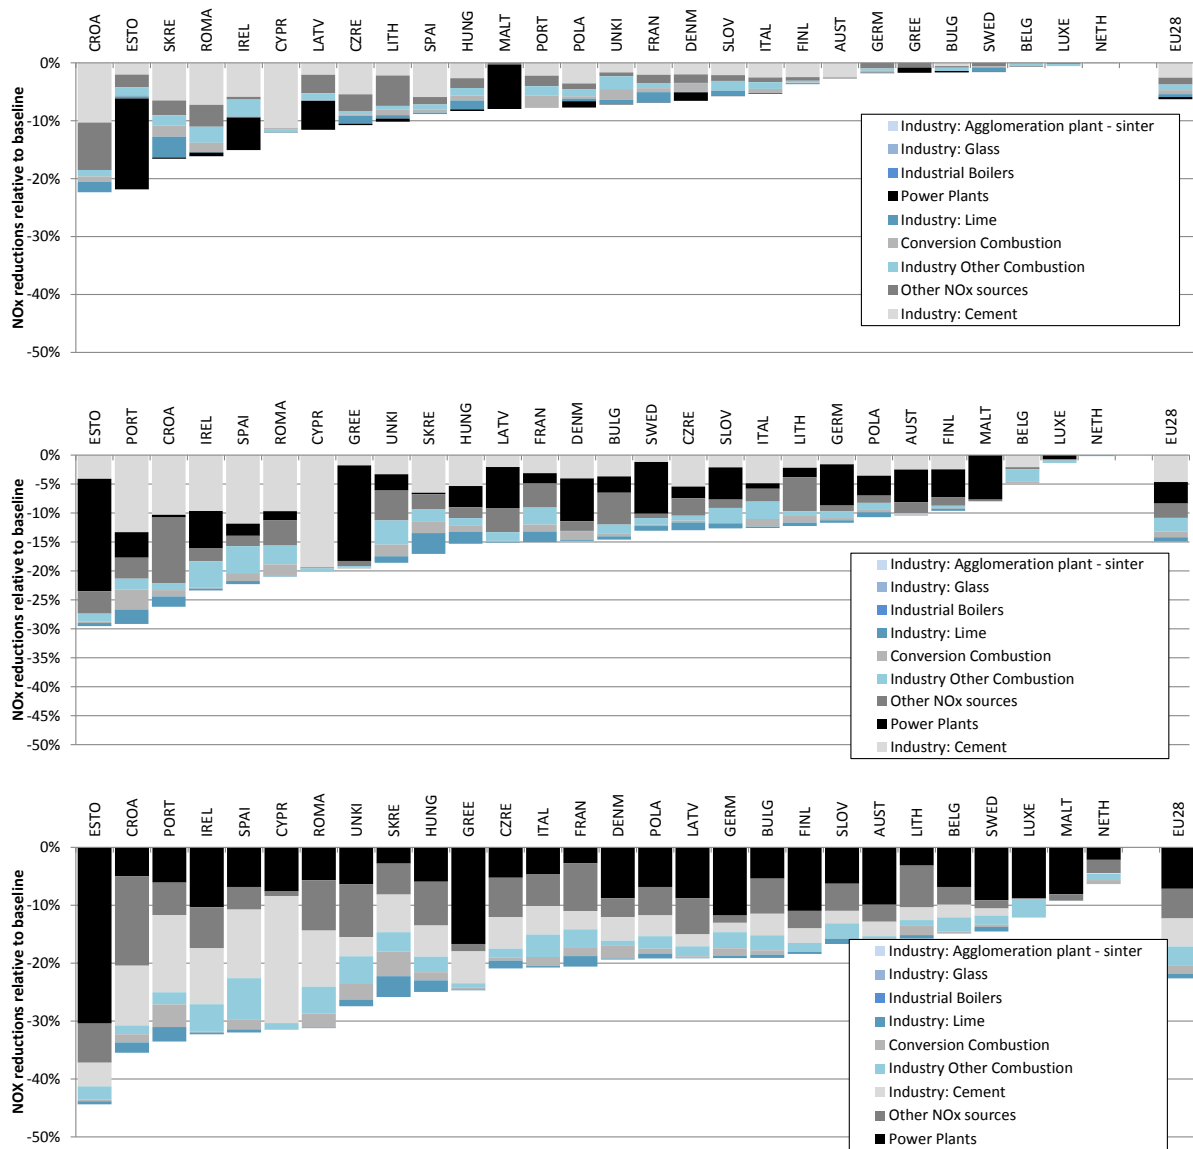 CROA ESTO SKRE ROMA IREL CYPR LATV CZRE LITH SPAI HUNG MALT PORT POLA UNKI FRAN DENM SLOV ITAL FINL AUST GERM GREE BULG SWED BELG LUXE NETH EU28
NOx reductions relative to baseline
0%
-10%
-20%
-30%
-40%
-50%
Industry: Agglomeration plant - sinter
Industry: Glass
Industrial Boilers
Power Plants
Industry: Lime
Conversion Combustion
Industry Other Combustion
Other NOx sources
Industry: Cement
ESTO PORT CROA IREL SPAI ROMA CYPR GREE UNKI SKRE HUNG LATV FRAN DENM BULG SWED CZRE SLOV ITAL LITH GERM POLA AUST FINL MALT BELG LUXE NETH EU28
NOx reductions relative to baseline
0%
-5%
-10%
-15%
-20%
-25%
-30%
-35%
-40%
-45%
-50%
Industry: Agglomeration plant - sinter
Industry: Glass
Industrial Boilers
Industry: Lime
Conversion Combustion
Industry Other Combustion
Other NOx sources
Power Plants
Industry: Cement
ESTO CROA PORT IREL SPAI CYPR ROMA UNKI SKRE HUNG GREE CZRE ITAL FRAN DENM POLA LATV GERM BULG FINL SLOV AUST LITH BELG SWED LUXE MALT NETH EU28
NOX reductions relative to baseline
0%
-10%
-20%
-30%
-40%
-50%
Industry: Agglomeration plant - sinter
Industry: Glass
Industrial Boilers
Industry: Lime
Conversion Combustion
Industry Other Combustion
Industry: Cement
Other NOx sources
Power Plants